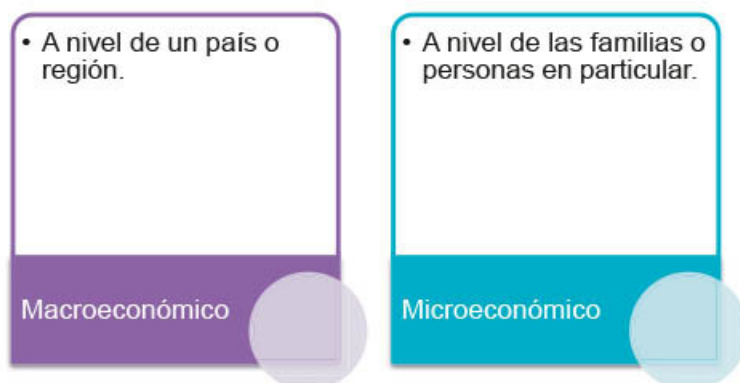 • A nivel de un país o
región.
Macroeconómico
• A nivel de las familias o
personas en particular.
Microeconómico